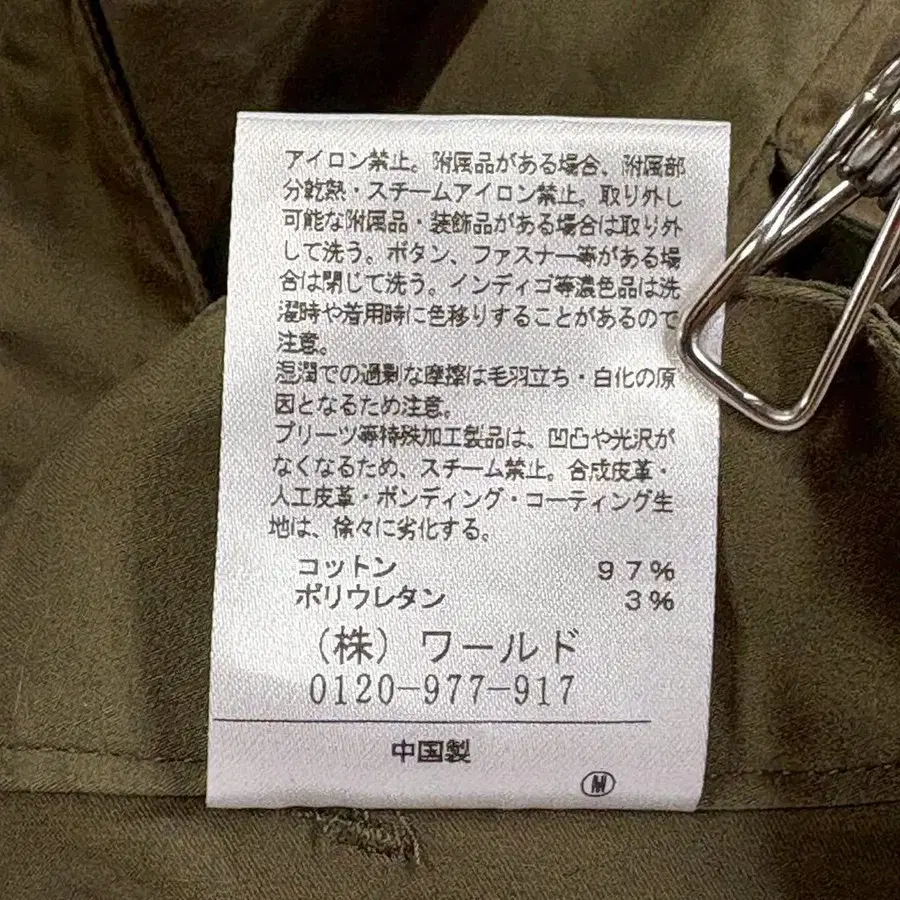 アイロン禁止。附属品がある場合、附属部
分乾熱・スチームアイロン禁止。取り外し
可能な附属品・装飾品がある場合は取り外
して洗う。ボタン、ファスナー等がある場
合は閉じて洗う。インディゴ等濃色品は洗
濯時や着用時に色移りすることがあるので
注意。
湿潤での過剰な摩擦は毛羽立ち・白化の原
因となるため注意。
プリーツ等特殊加工製品は、凹凸や光沢が
なくなるため、スチーム禁止。合成皮革・
人工皮革・ボンディング・コーティング生
地は、徐々に劣化する。
コットン 97%
ポリウレタン 3%
(株) ワールド
0120-977-917
中国製